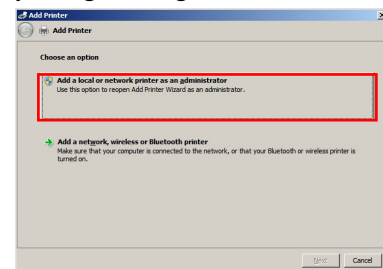 Add Printer
Add Printer
Choose an option
Add a local or network printer as an administrator
Use this option to reopen Add Printer Wizard as an administrator.
Add a network, wireless or Bluetooth printer
Make sure that your computer is connected to the network, or that your Bluetooth or wireless printer is
turned on.
Next
Cancel